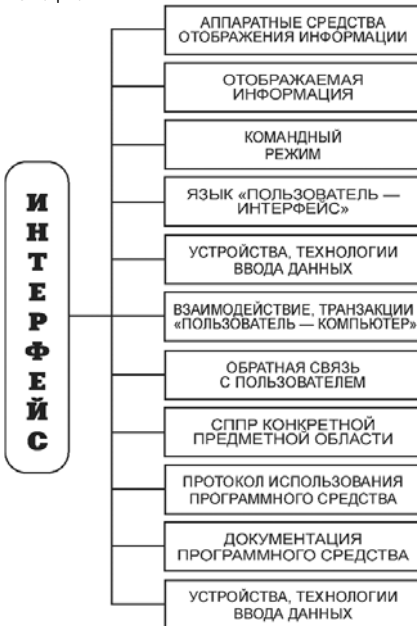 ИНТЕРФЕЙС
АППАРАТНЫЕ СРЕДСТВА
ОТОБРАЖЕНИЯ ИНФОРМАЦИИ
ОТОБРАЖАЕМАЯ
ИНФОРМАЦИЯ
КОМАНДНЫЙ
РЕЖИМ
ЯЗЫК «ПОЛЬЗОВАТЕЛЬ —
ИНТЕРФЕЙС»
УСТРОЙСТВА, ТЕХНОЛОГИИ
ВВОДА ДАННЫХ
ВЗАИМОДЕЙСТВИЕ, ТРАНЗАКЦИИ
«ПОЛЬЗОВАТЕЛЬ — КОМПЬЮТЕР»
ОБРАТНАЯ СВЯЗЬ
С ПОЛЬЗОВАТЕЛЕМ
СППР КОНКРЕТНОЙ
ПРЕДМЕТНОЙ ОБЛАСТИ
ПРОТОКОЛ ИСПОЛЬЗОВАНИЯ
ПРОГРАММНОГО СРЕДСТВА
ДОКУМЕНТАЦИЯ
ПРОГРАММНОГО СРЕДСТВА
УСТРОЙСТВА, ТЕХНОЛОГИИ
ВВОДА ДАННЫХ